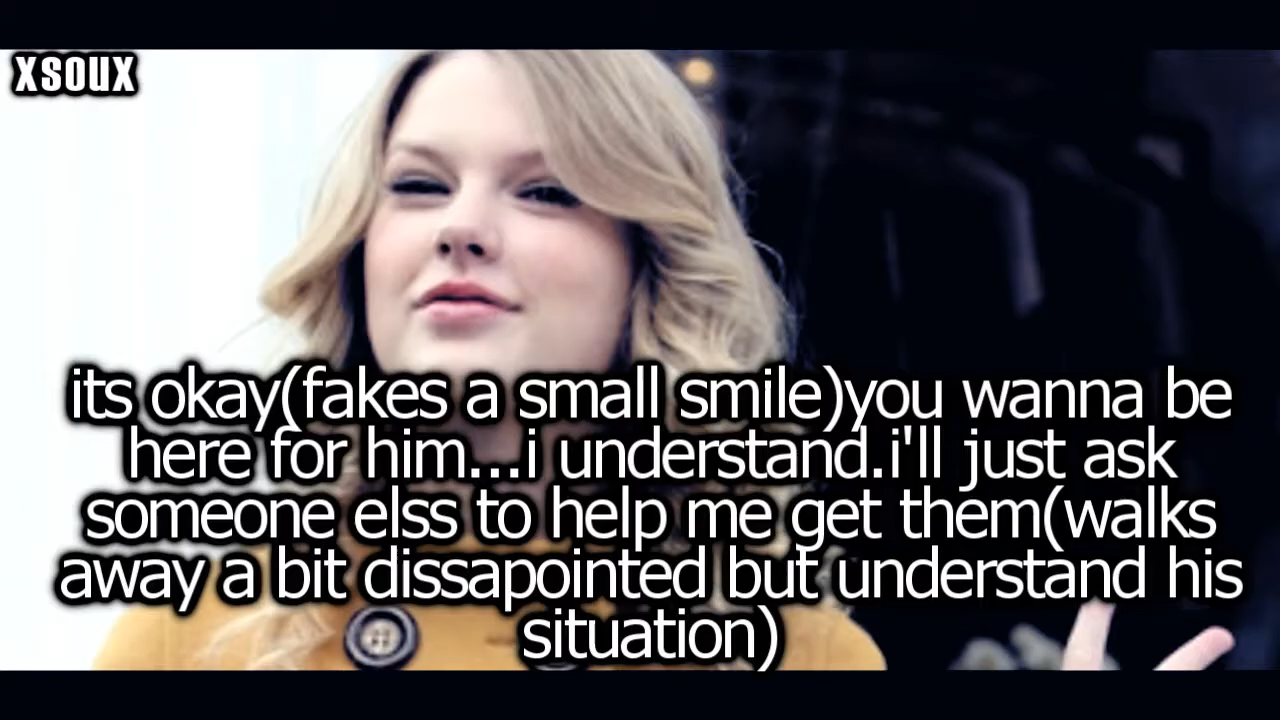 XSOUX
its okay(fakes a small smile)you wanna be
here for him...i understand.i'll just ask
someone elss to help me get them(walks
away a bit dissapointed but understand his
situation)